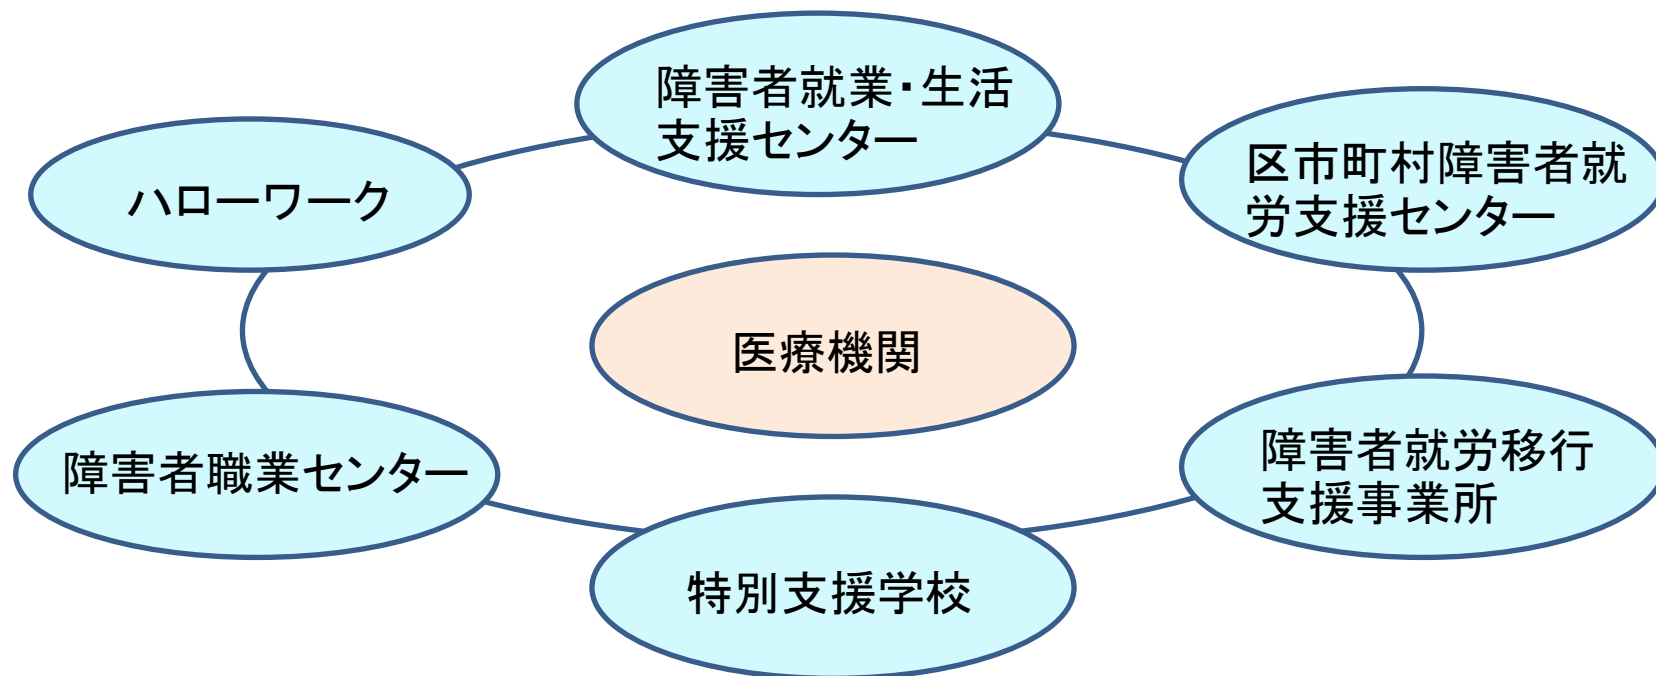 障害者就業・生活
支援センター
ハローワーク
区市町村障害者就
労支援センター
医療機関
障害者職業センター
障害者就労移行
支援事業所
特別支援学校